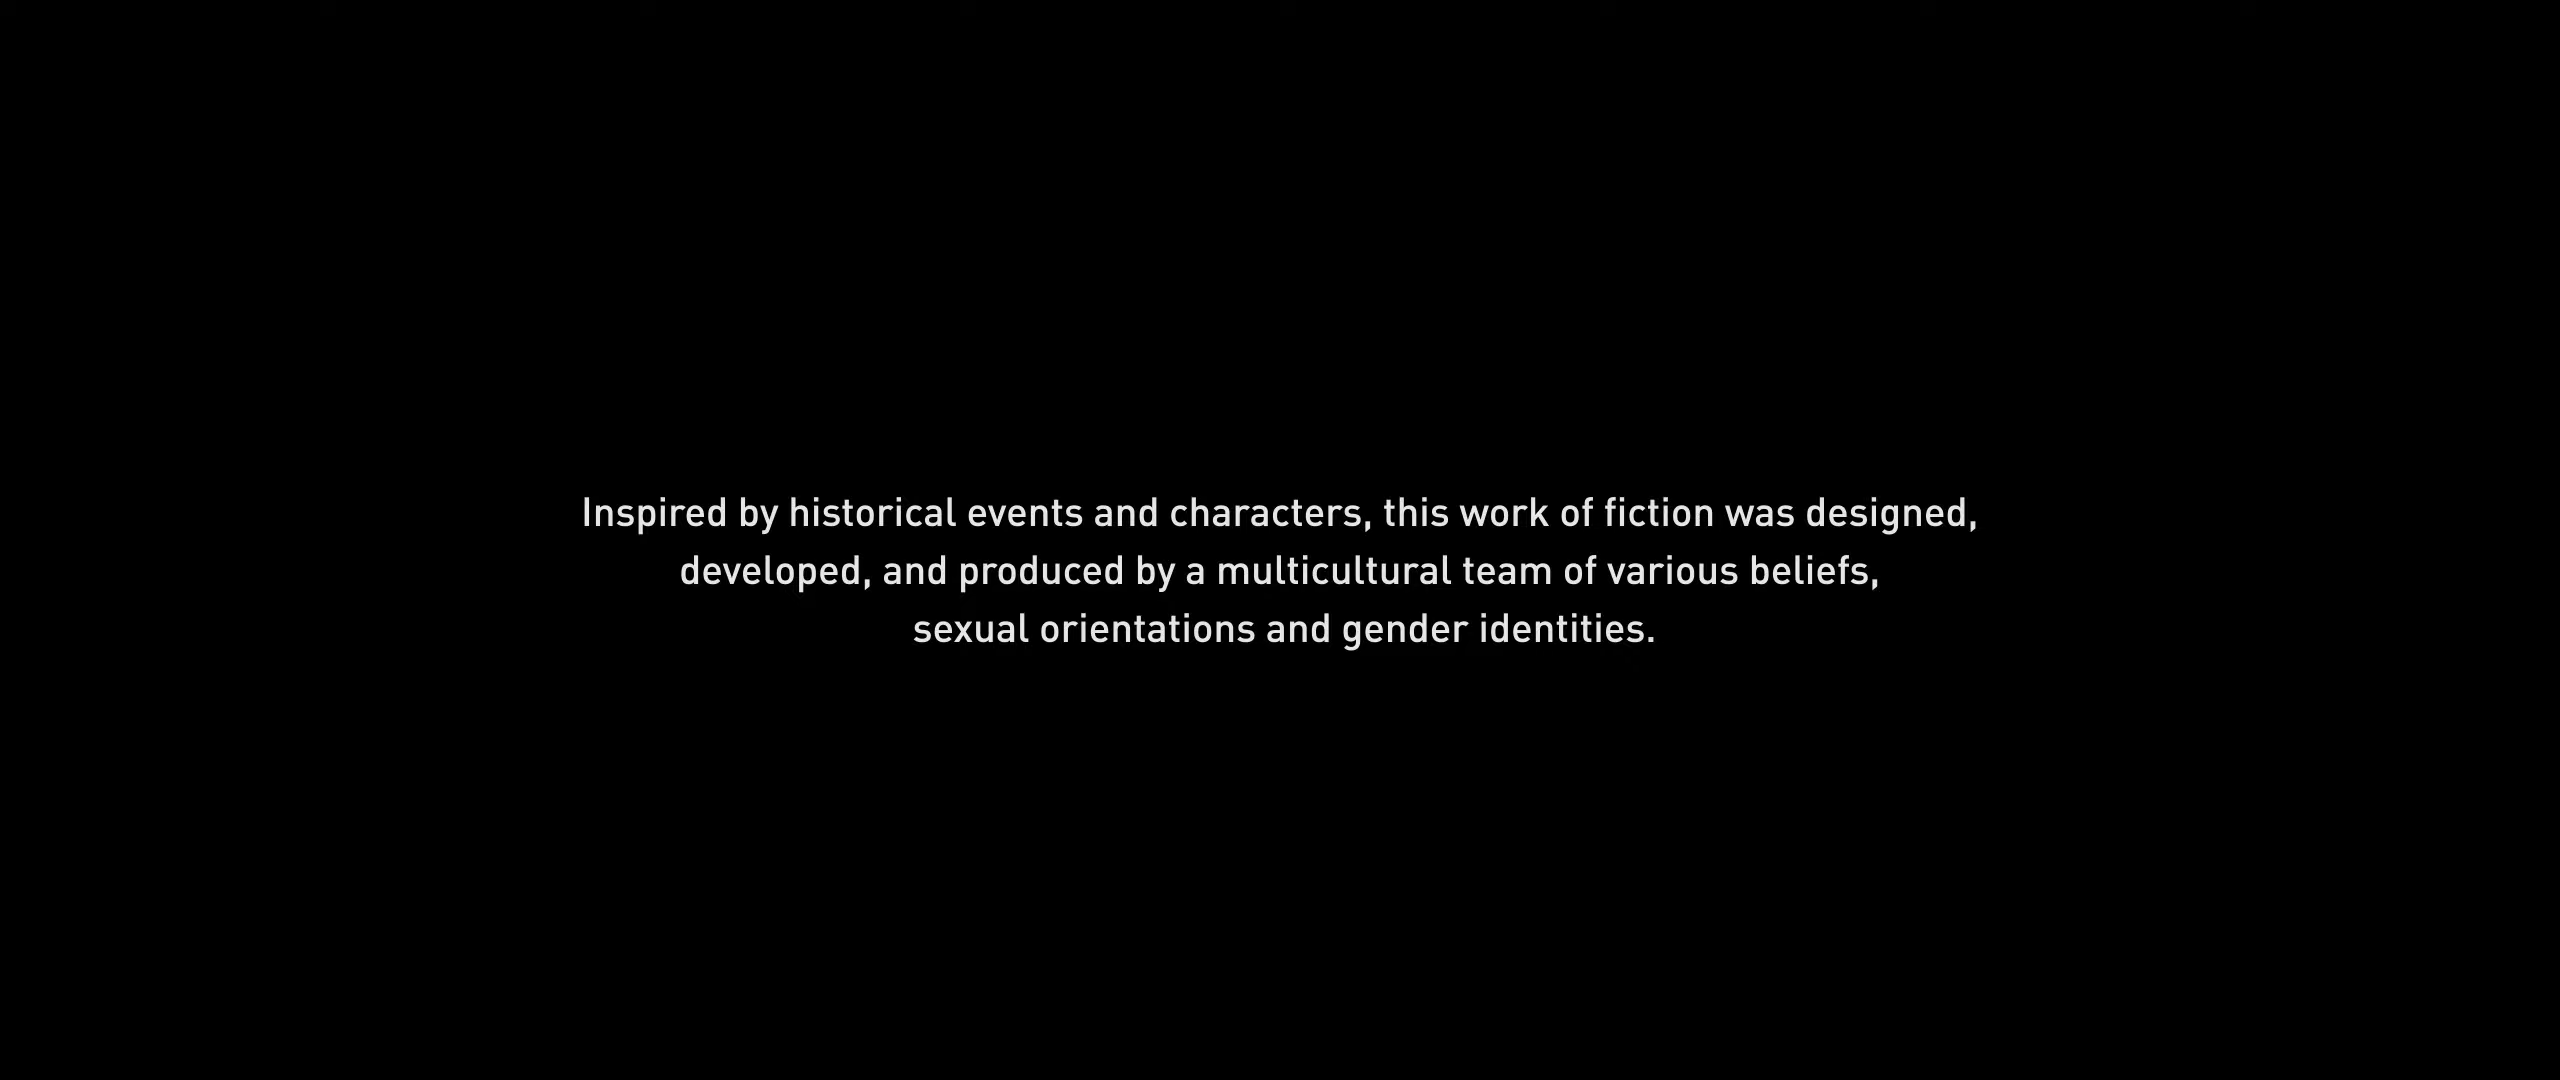 Inspired by historical events and characters, this work of fiction was designed,
developed, and produced by a multicultural team of various beliefs,
sexual orientations and gender identities.